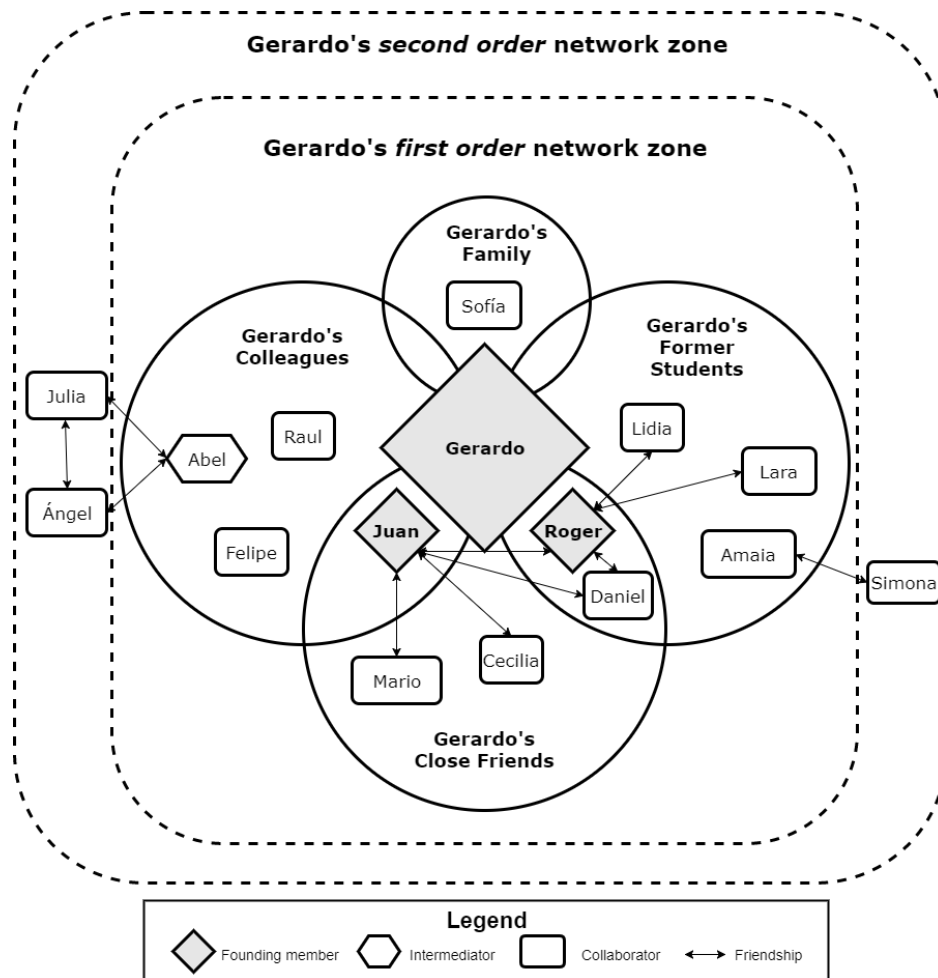 Gerardo's second order network zone
Gerardo's first order network zone
Gerardo's
Family
Sofía
Gerardo's
Colleagues
Gerardo's
Former
Students
Julia
Raul
Abel
Gerardo
Lidia
Lara
Ángel
Felipe
Juan
Roger
Amaia
Simona
Daniel
Mario
Cecilia
Gerardo's
Close Friends
Legend
Founding member
Intermediator
Collaborator
Friendship